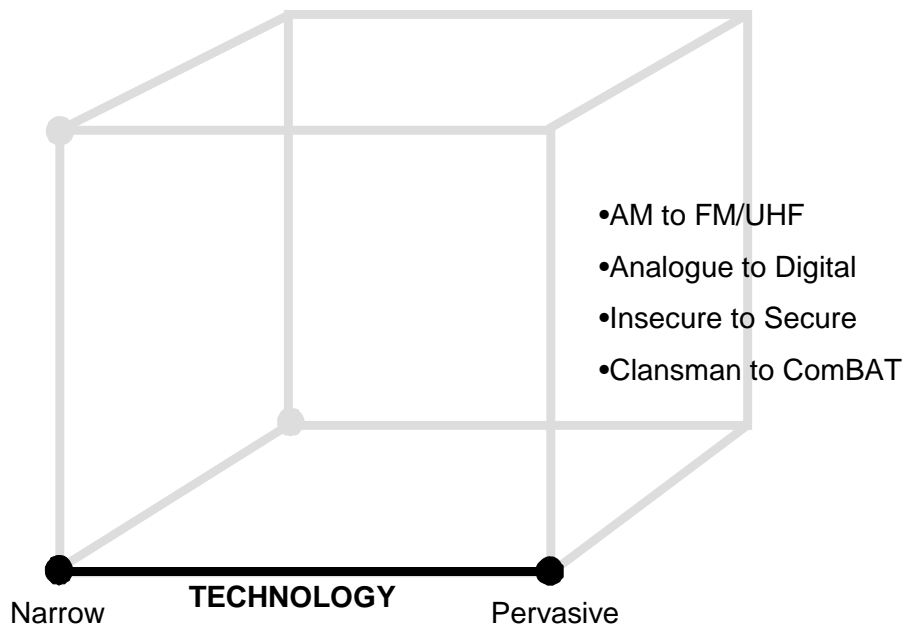 •AM to FM/UHF
•Analogue to Digital
•Insecure to Secure
•Clansman to ComBAT
TECHNOLOGY
Narrow
Pervasive